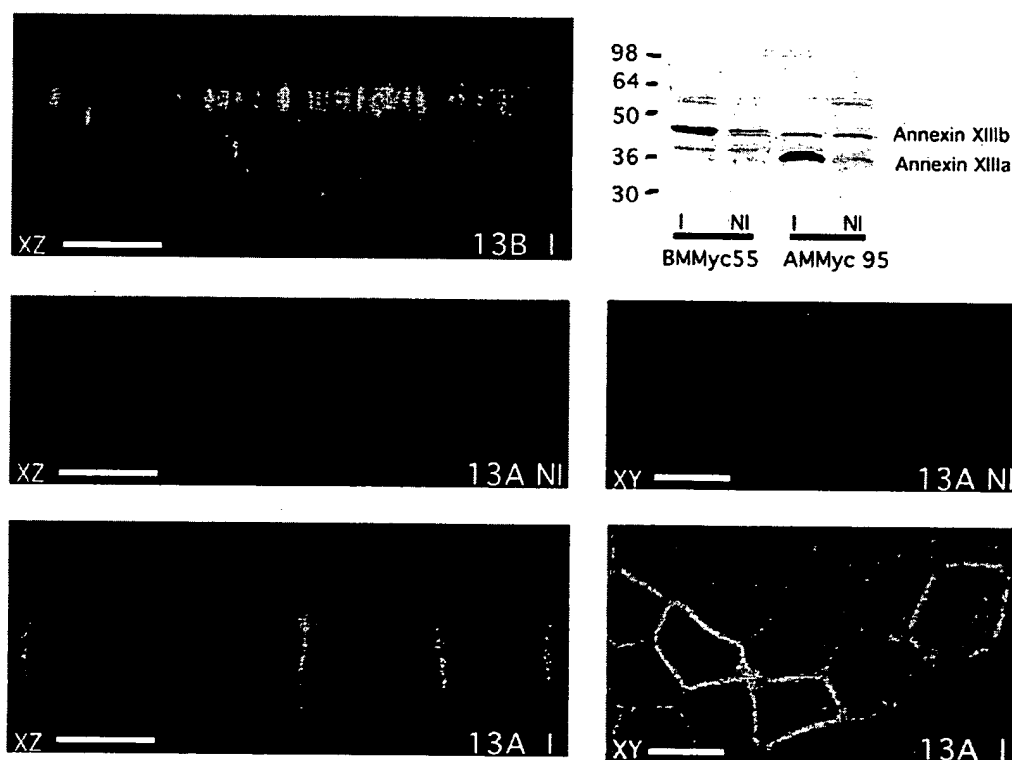 XZ 13B I
98
64
50
36
30
Annexin XIIIb
Annexin XIIIa
I NI I NI
BMMyc55 AMMyc 95
XZ 13A NI
XY 13A NI
XZ 13A I
XY 13A I